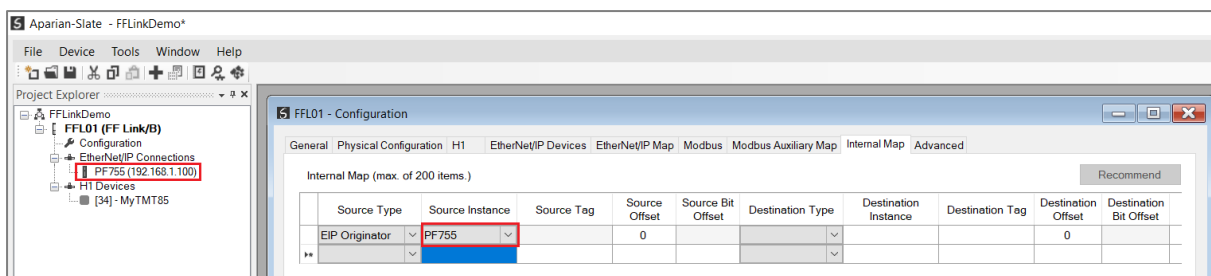 Aparian-Slate - FFLinkDemo*
File Device Tools Window Help
Project Explorer
FFLinkDemo
FFL01 (FF Link/B)
Configuration
EtherNet/IP Connections
PF755 (192.168.1.100)
H1 Devices
[34] - MyTMT85
FFL01 - Configuration
General Physical Configuration H1 EtherNet/IP Devices EtherNet/IP Map Modbus Modbus Auxiliary Map Internal Map Advanced
Internal Map (max. of 200 items.) Recommend
Source Type Source Instance Source Tag Source Offset Source Bit Offset Destination Type Destination Instance Destination Tag Destination Offset Destination Bit Offset
EIP Originator PF755 0 0